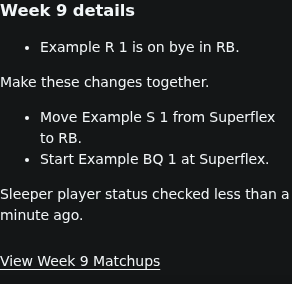 Week 9 details
• Example R 1 is on bye in RB.
Make these changes together.
• Move Example S 1 from Superflex
to RB.
• Start Example BQ 1 at Superflex.
Sleeper player status checked less than a
minute ago.
View Week 9 Matchups